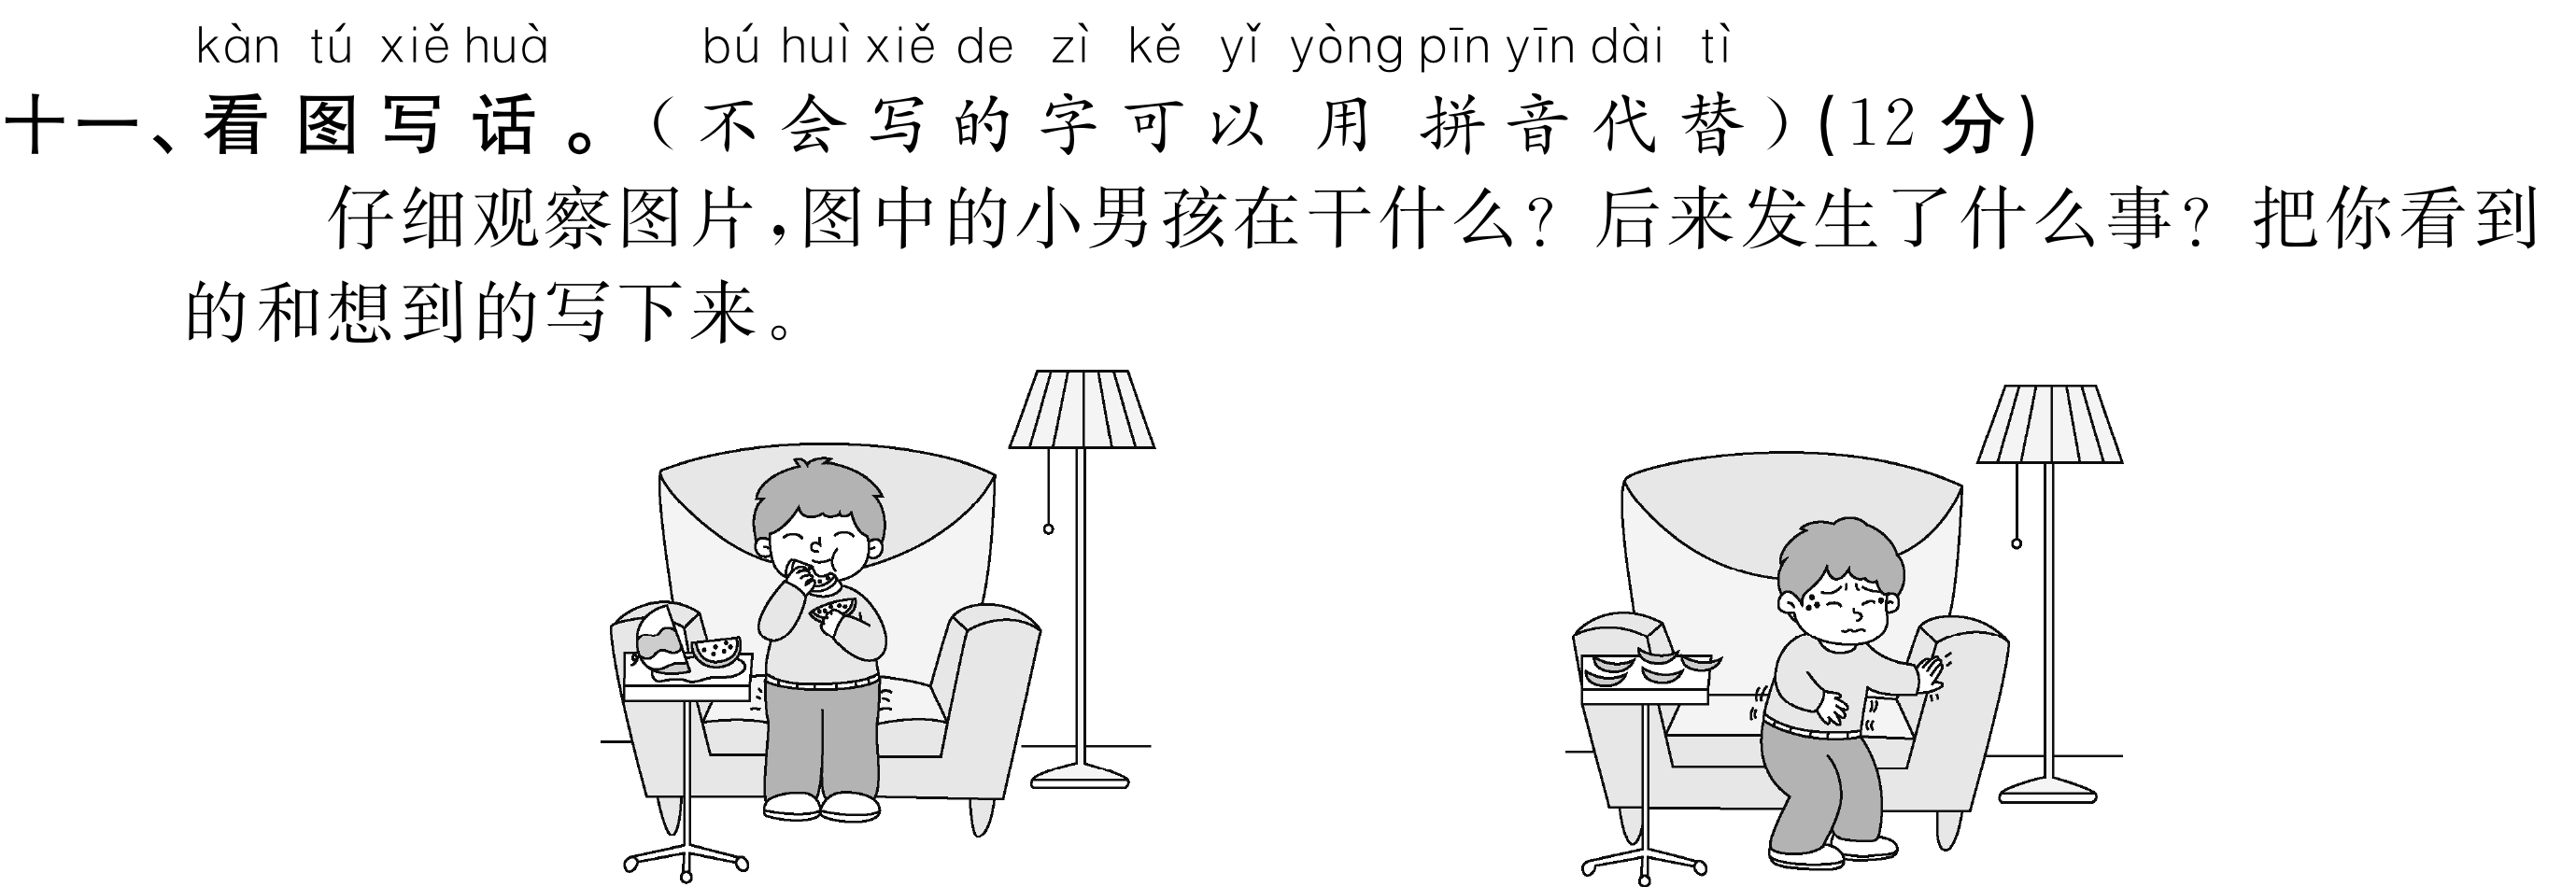 kàn tú xiě huà bú huì xiě de zì kě yǐ yòng pīn yīn dài tì
十一、看图写话。（不会写的字可以用拼音代替）(12分)
仔细观察图片,图中的小男孩在干什么？后来发生了什么事？把你看到
的和想到的写下来。